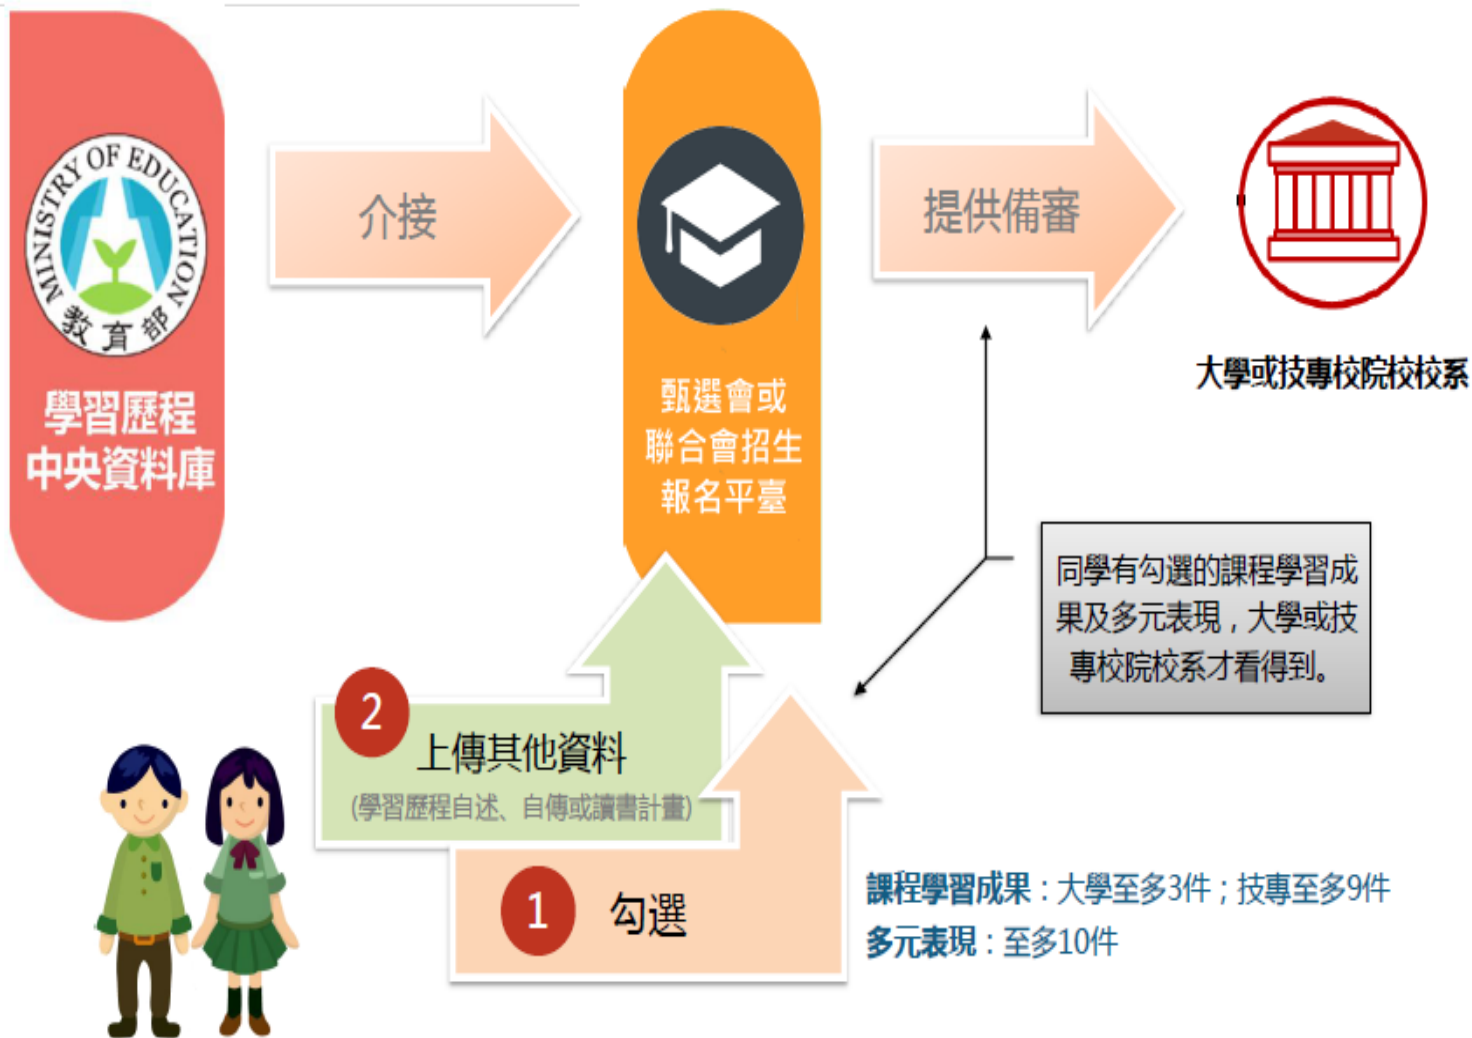 MINISTRY OF EDUCATION
教育部
學習歷程
中央資料庫
介接
甄選會或
聯合會招生
報名平臺
提供備審
大學或技專校院校校系
同學有勾選的課程學習成
果及多元表現，大學或技
專校院校系才看得到。
2
上傳其他資料
(學習歷程自述、自傳或讀書計畫)
1
勾選
課程學習成果：大學至多3件；技專至多9件
多元表現：至多10件